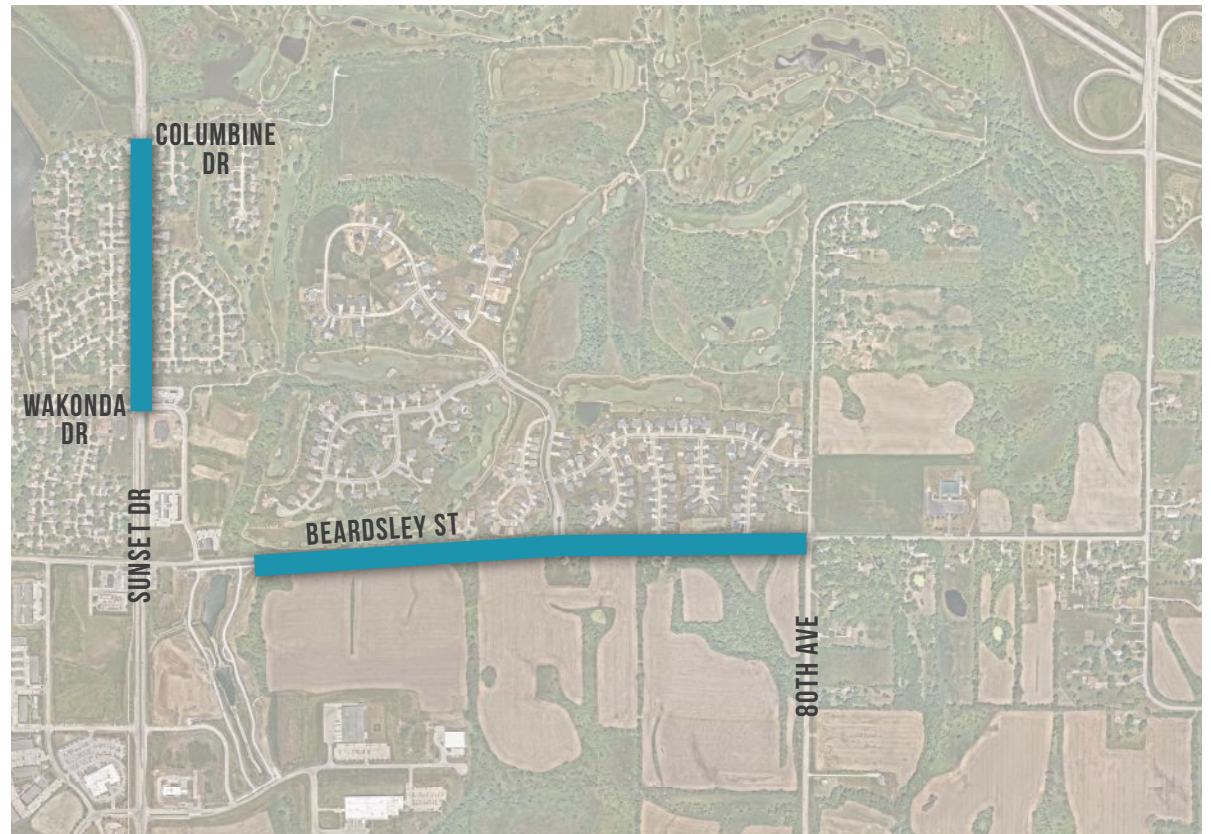 COLUMBINE
DR
WAKONDA
DR
SUNSET DR
BEARDSLEY ST
80TH AVE